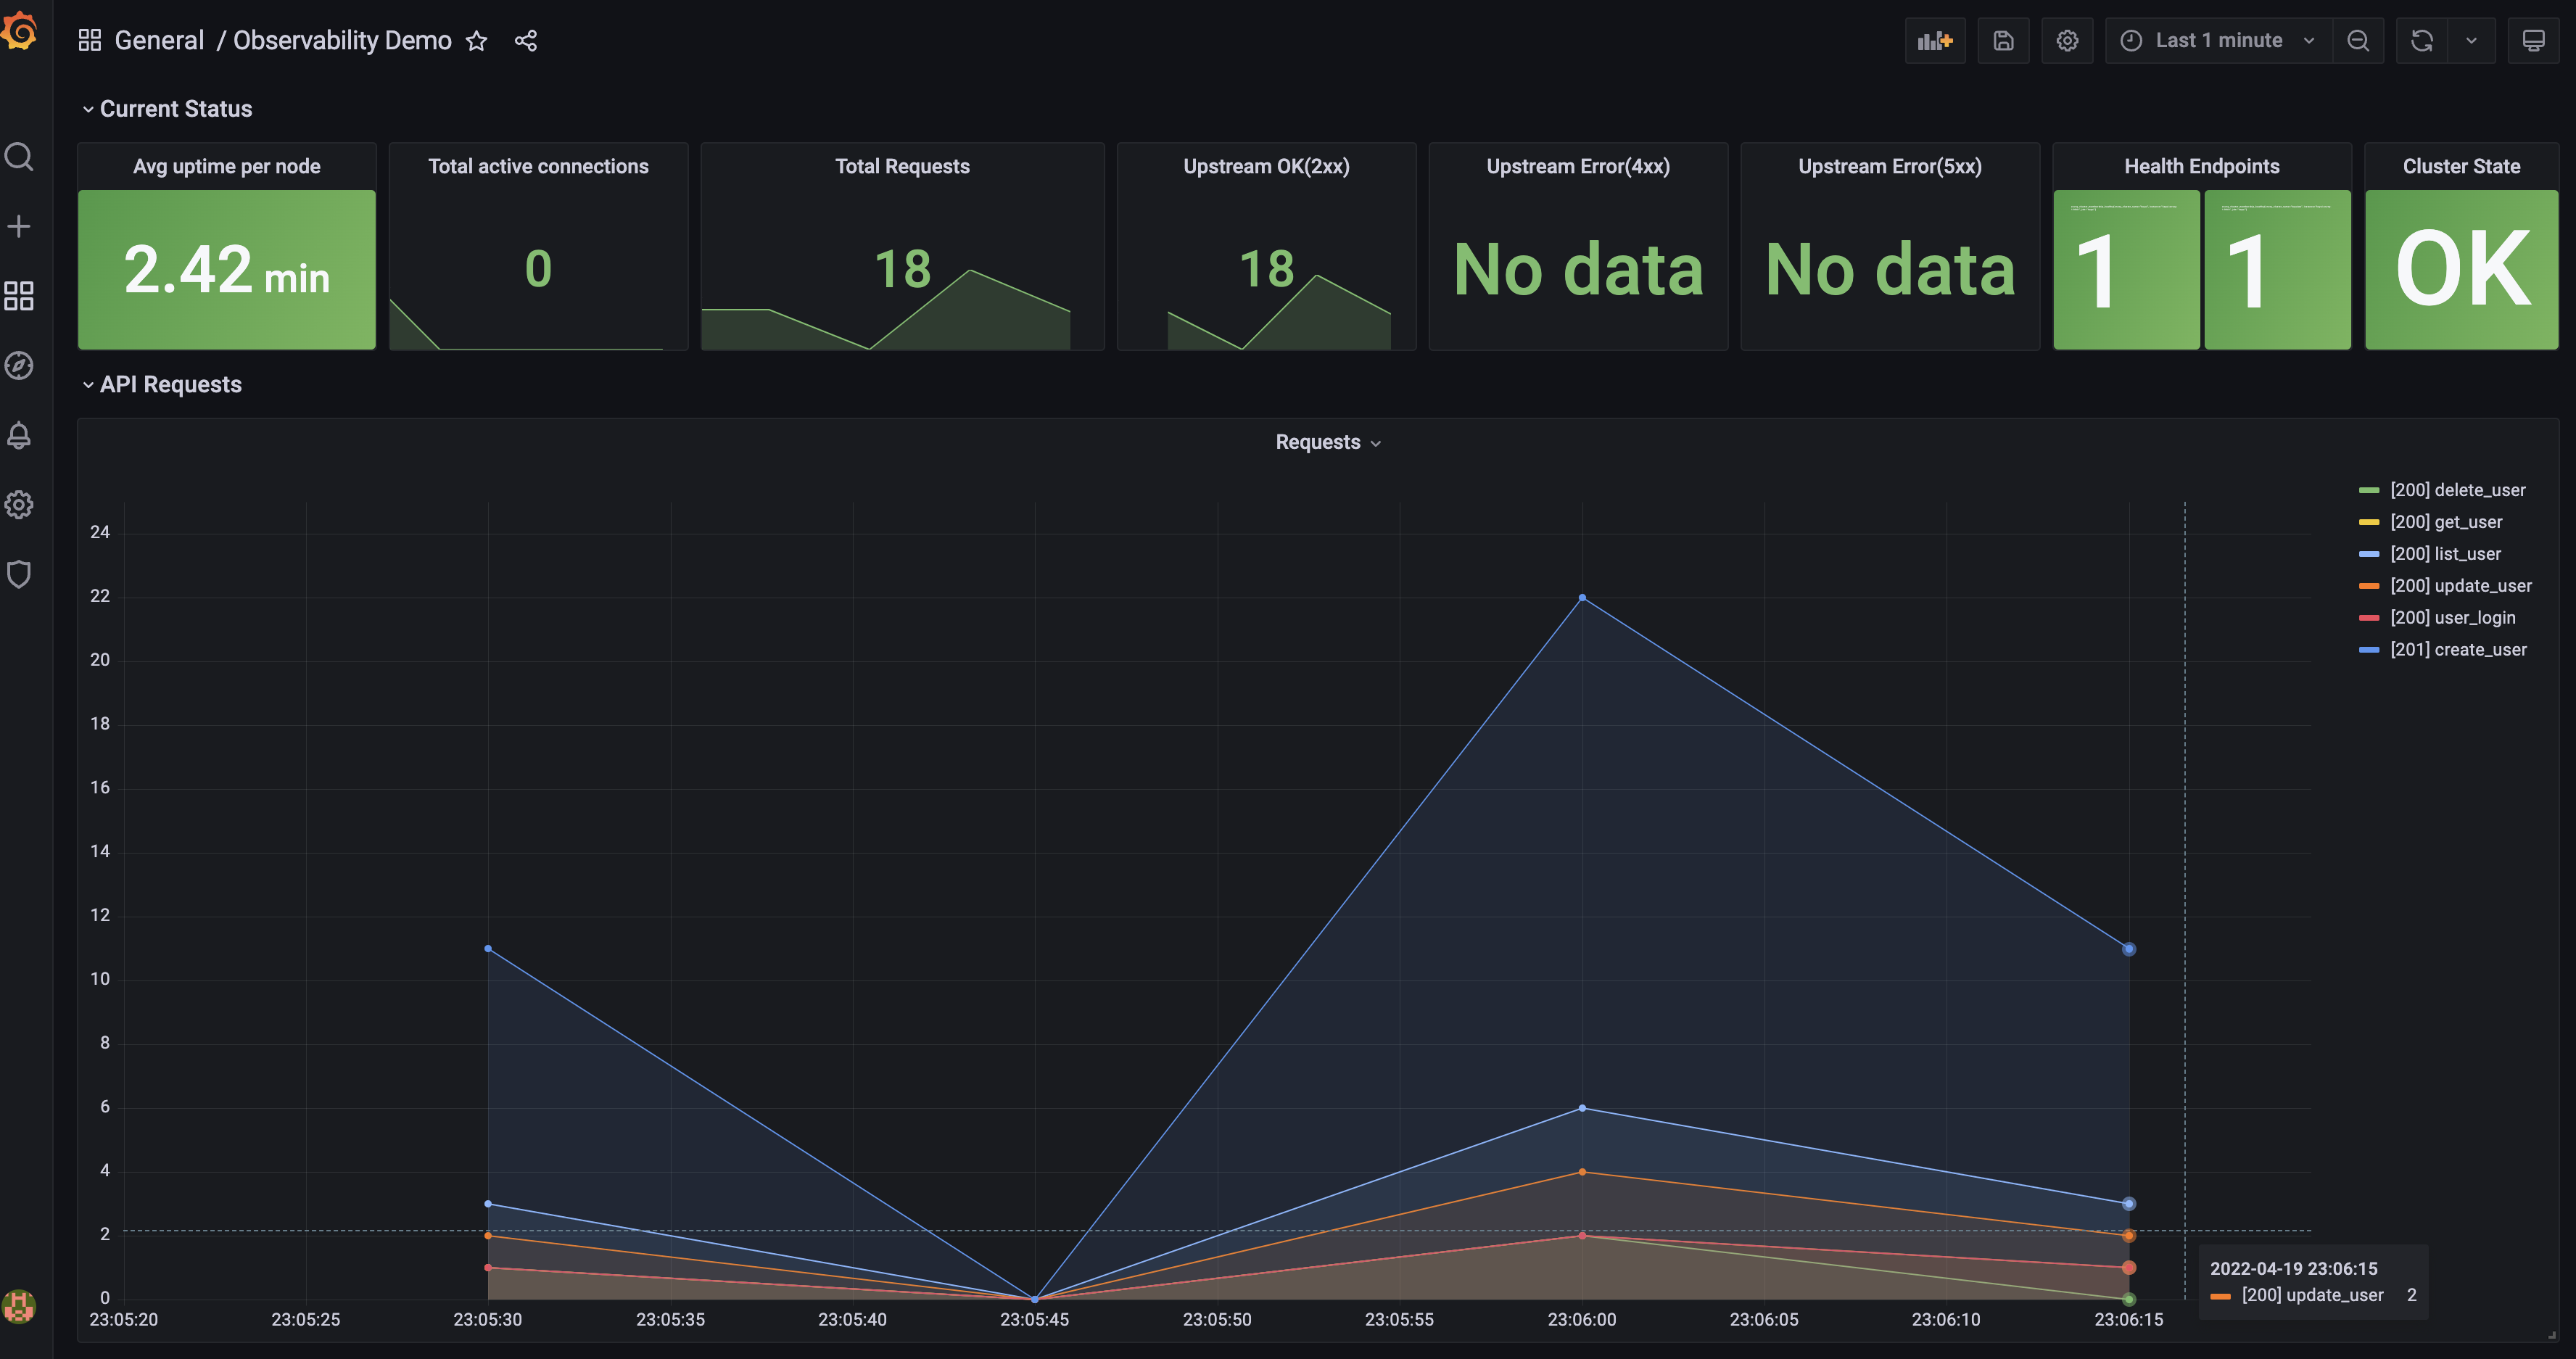 General / Observability Demo
Last 1 minute
Current Status
Avg uptime per node
2.42 min
Total active connections
0
Total Requests
18
Upstream OK(2xx)
18
Upstream Error(4xx)
No data
Upstream Error(5xx)
No data
Health Endpoints
1
1
Cluster State
OK
API Requests
Requests
24
22
20
18
16
14
12
10
8
6
4
2
0
23:05:20
23:05:25
23:05:30
23:05:35
23:05:40
23:05:45
23:05:50
23:05:55
23:06:00
23:06:05
23:06:10
23:06:15
[200] delete_user
[200] get_user
[200] list_user
[200] update_user
[200] user_login
[201] create_user
2022-04-19 23:06:15
[200] update_user 2